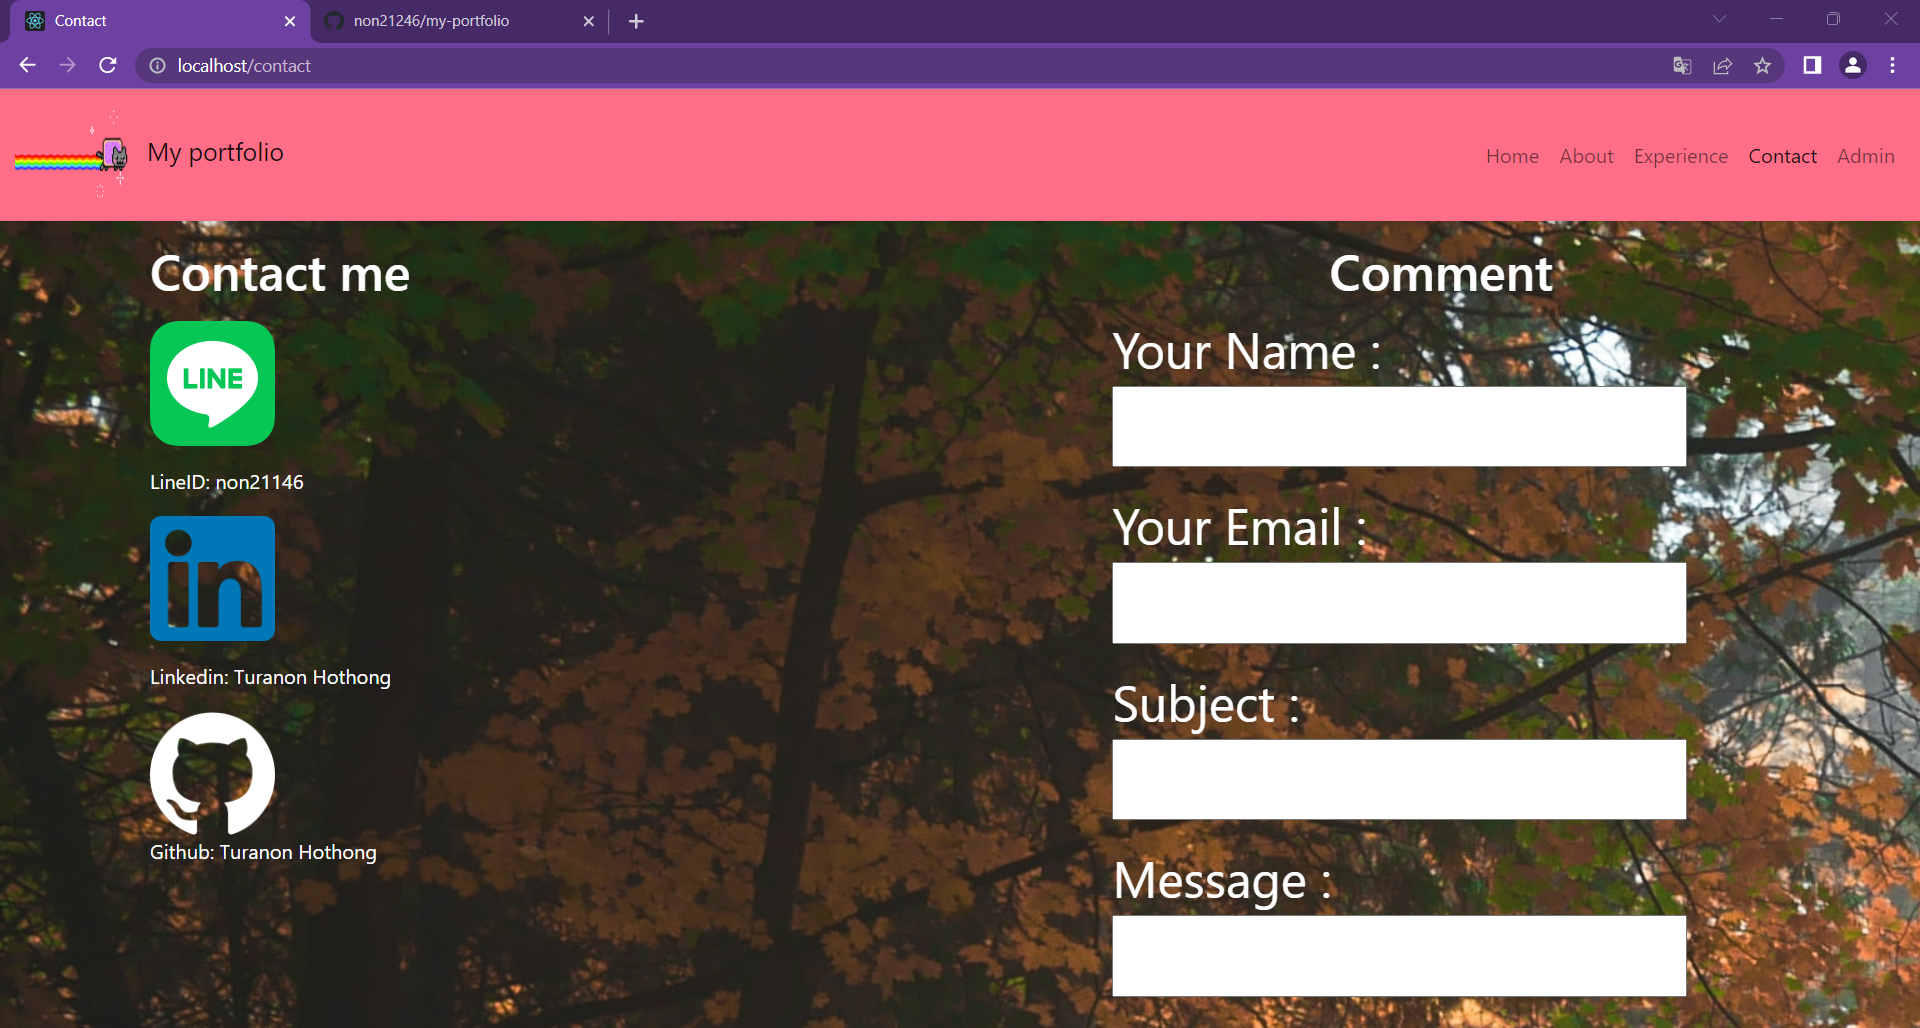 Contact
non21246/my-portfolio
localhost/contact
My portfolio
Home About Experience Contact Admin
Contact me
LINE
LineID: non21146
in
Linkedin: Turanon Hothong
Github: Turanon Hothong
Comment
Your Name :
Your Email :
Subject :
Message :